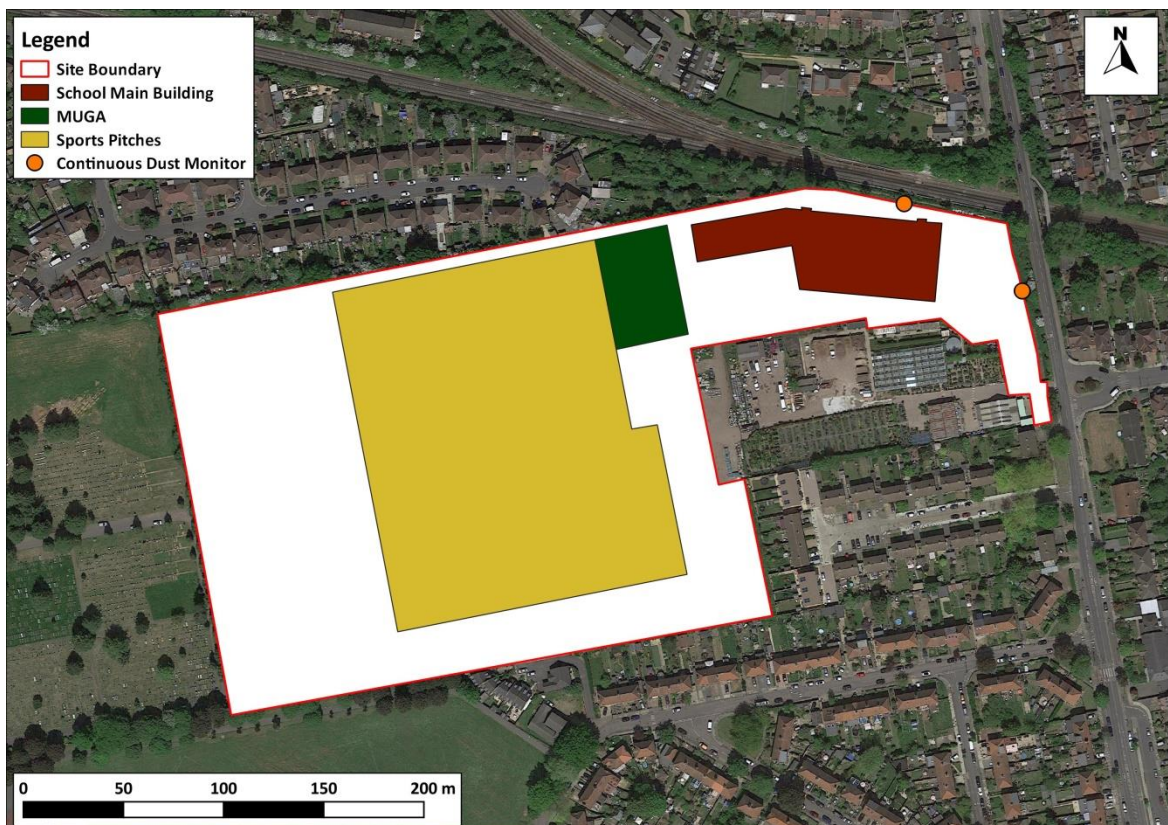 Legend
Site Boundary
School Main Building
MUGA
Sports Pitches
Continuous Dust Monitor
N
0 50 100 150 200 m